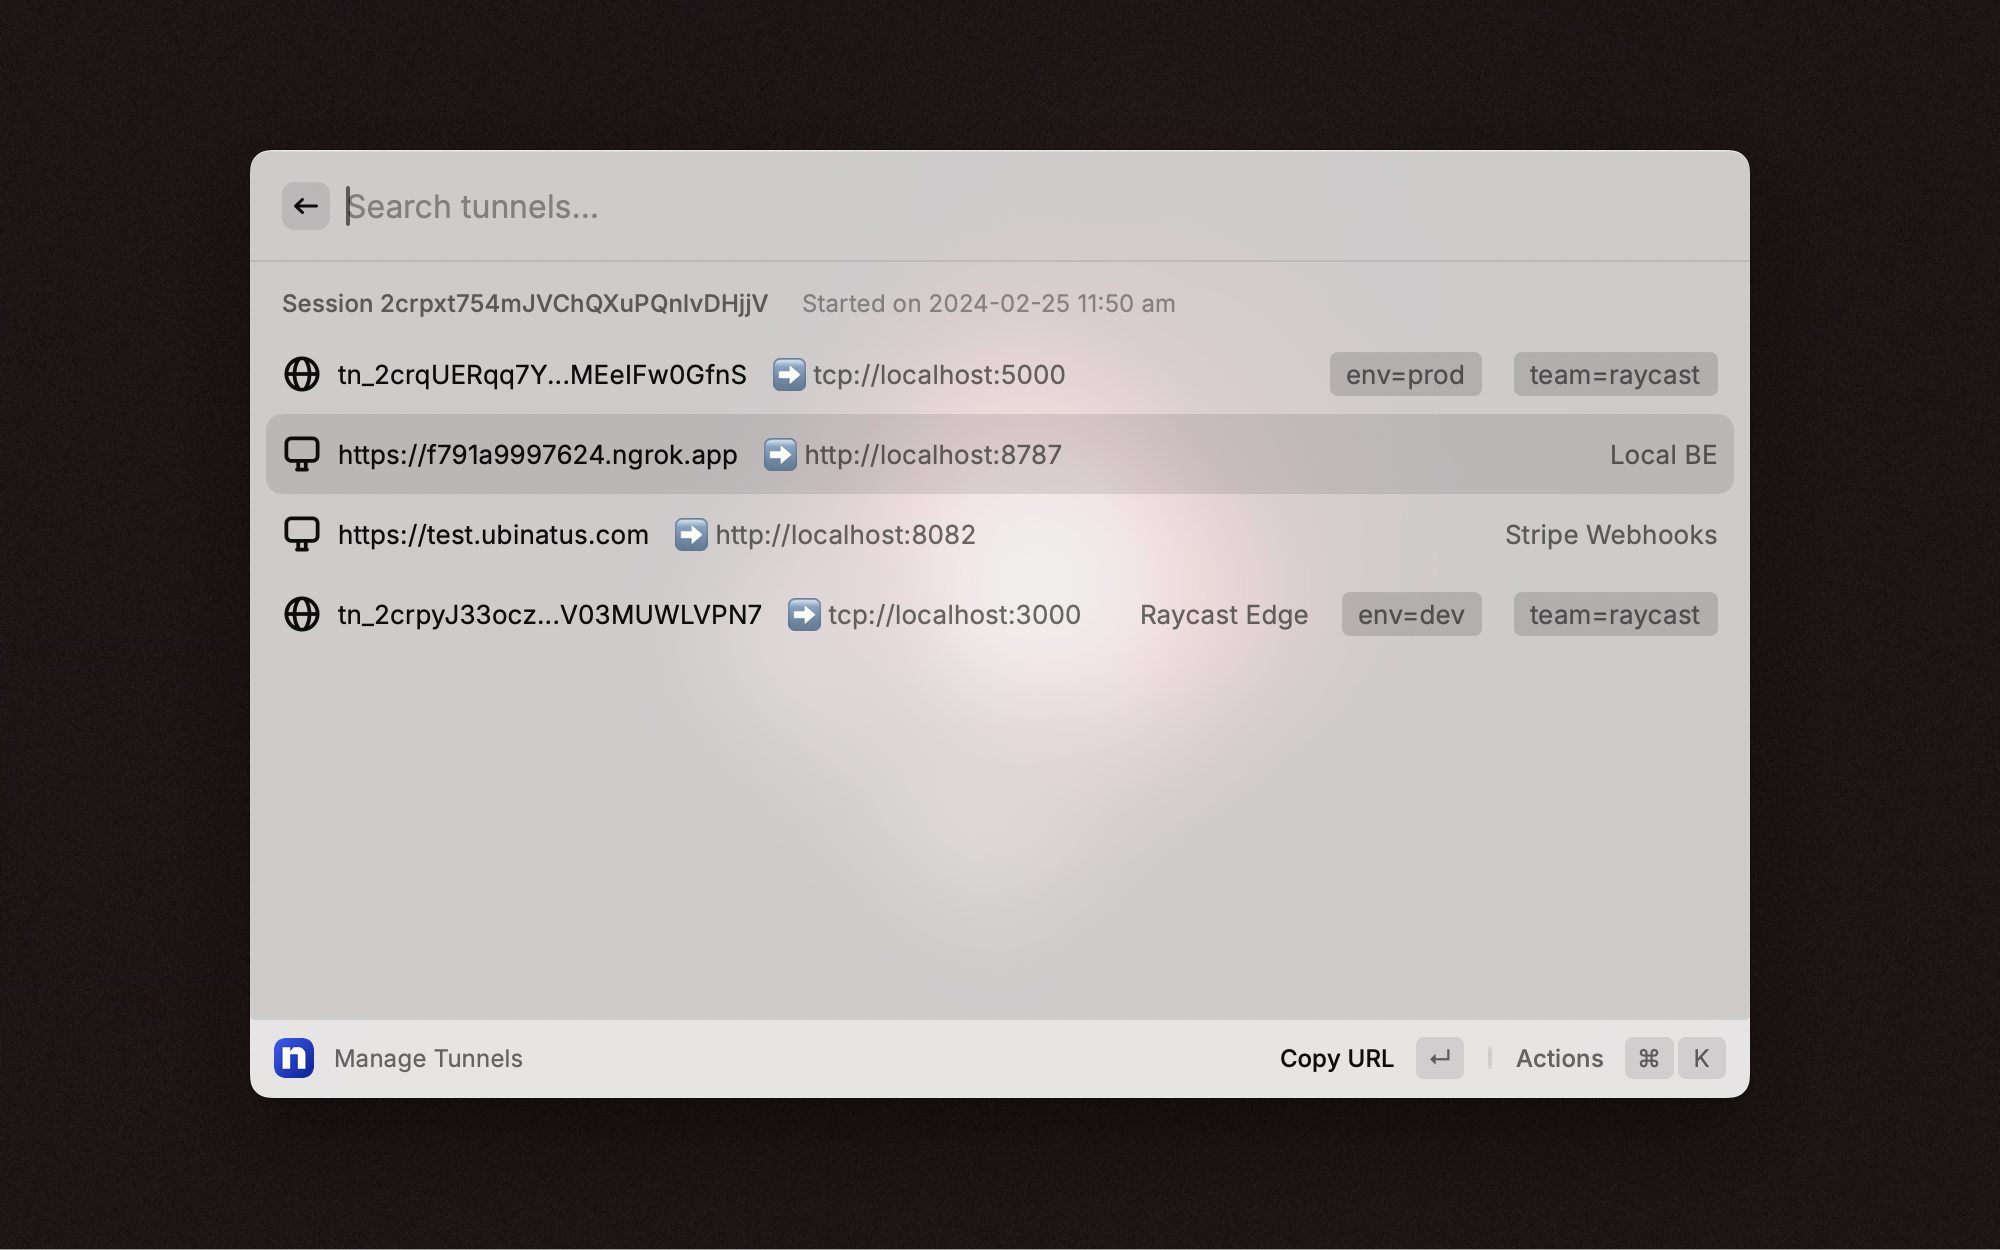 Search tunnels...
Session 2crpxt754mJVChQXuPQnIvDHjjV Started on 2024-02-25 11:50 am
tn_2crqUERqq7Y...MEeIFw0GfnS ➡️ tcp://localhost:5000 env=prod team=raycast
https://f791a9997624.ngrok.app ➡️ http://localhost:8787 Local BE
https://test.ubinatus.com ➡️ http://localhost:8082 Stripe Webhooks
tn_2crpyJ33ocz...V03MUWLVPN7 ➡️ tcp://localhost:3000 Raycast Edge env=dev team=raycast
n Manage Tunnels Copy URL ↵ Actions ⌘ K